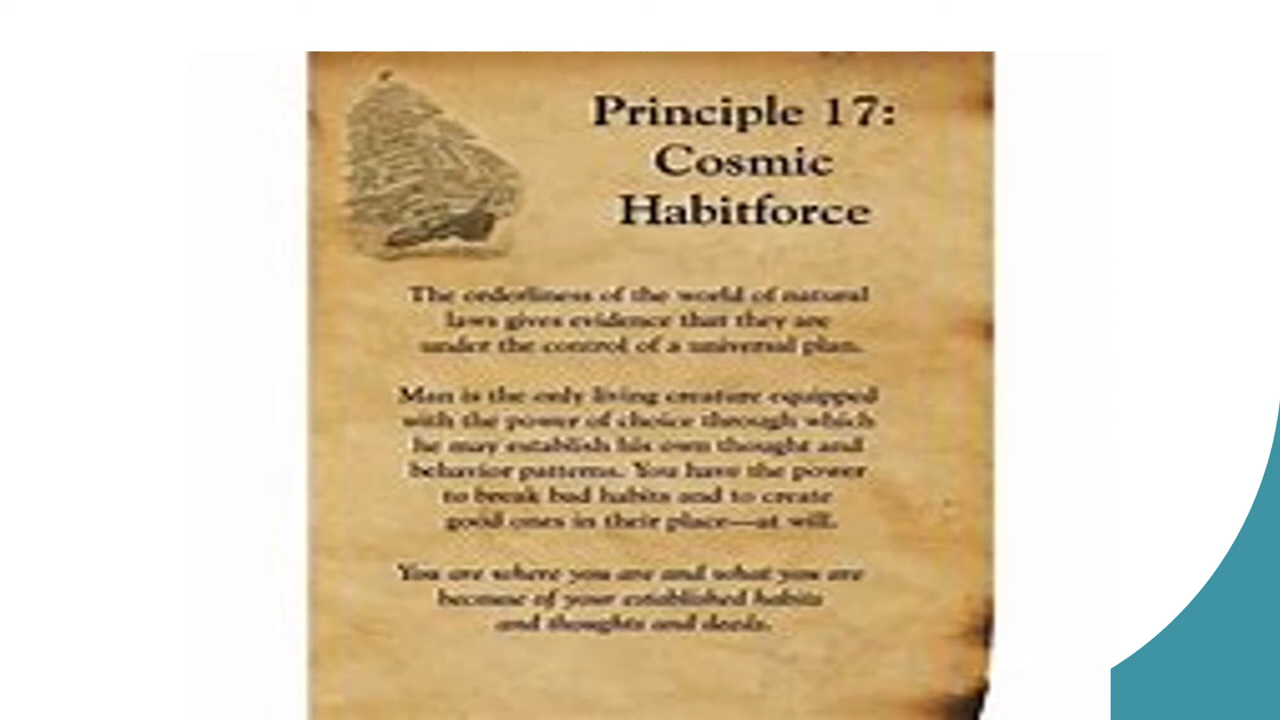 Principle 17:
Cosmic
Habitforce
The orderliness of the world of natural
laws gives evidence that they are
under the control of a universal plan.
Man is the only living creature equipped
with the power of choice through which
he may establish his own thought and
behavior patterns. You have the power
to break bad habits and to create
good ones in their place—at will.
You are where you are and what you are
because of your established habits
and thoughts and deeds.